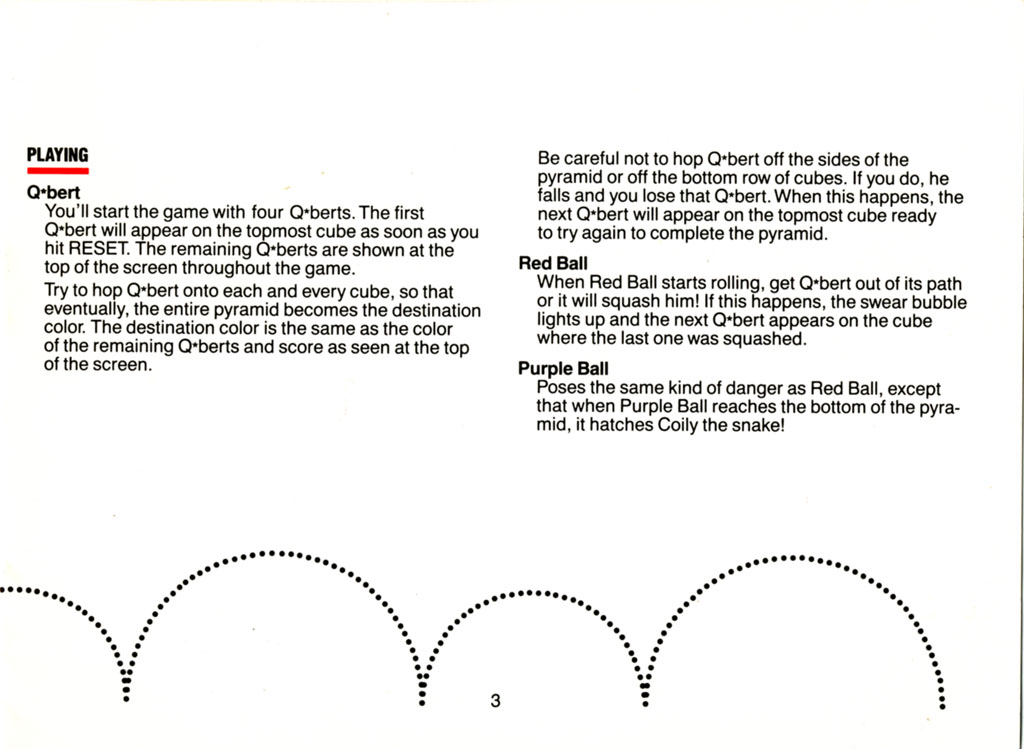 PLAYING
Q*bert
You'll start the game with four Q*berts. The first
Q*bert will appear on the topmost cube as soon as you
hit RESET. The remaining Q*berts are shown at the
top of the screen throughout the game.
Try to hop Q*bert onto each and every cube, so that
eventually, the entire pyramid becomes the destination
color. The destination color is the same as the color
of the remaining Q*berts and score as seen at the top
of the screen.
Be careful not to hop Q*bert off the sides of the
pyramid or off the bottom row of cubes. If you do, he
falls and you lose that Q*bert. When this happens, the
next Q*bert will appear on the topmost cube ready
to try again to complete the pyramid.
Red Ball
When Red Ball starts rolling, get Q*bert out of its path
or it will squash him! If this happens, the swear bubble
lights up and the next Q*bert appears on the cube
where the last one was squashed.
Purple Ball
Poses the same kind of danger as Red Ball, except
that when Purple Ball reaches the bottom of the pyra-
mid, it hatches Coily the snake!
3